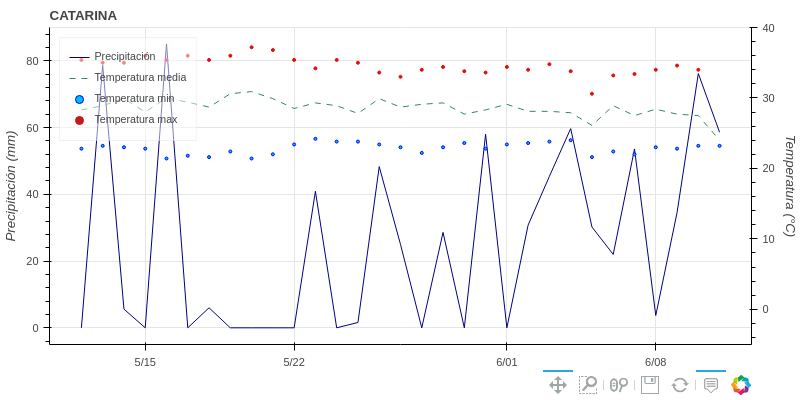 CATARINA
Precipitación
Temperatura media
Temperatura min
Temperatura max
80
60
40
20
0
Precipitación (mm)
40
30
20
10
0
Temperatura (°C)
5/15
5/22
6/01
6/08